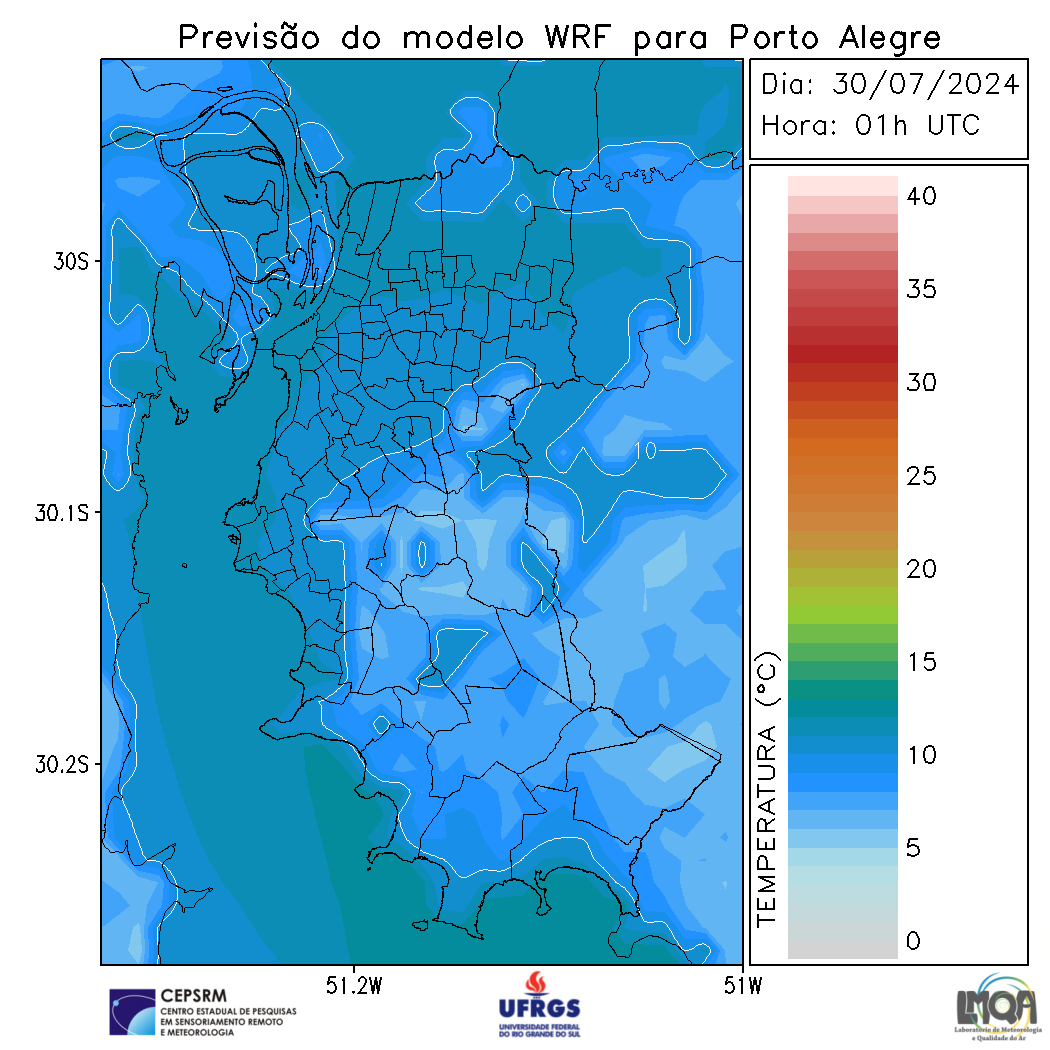 Previsão do modelo WRF para Porto Alegre
Dia: 30/07/2024
Hora: 01h UTC
40
35
30
25
20
15
10
5
0
TEMPERATURA (°C)
30S
30.1S
30.2S
10
51.2W
51W
CEPSRM
CENTRO ESTADUAL DE PESQUISAS
EM SENSORIAMENTO REMOTO
E METEOROLOGIA
UFRGS
UNIVERSIDADE FEDERAL
DO RIO GRANDE DO SUL
LMQA
Laboratório de Meteorologia
e Qualidade do Ar